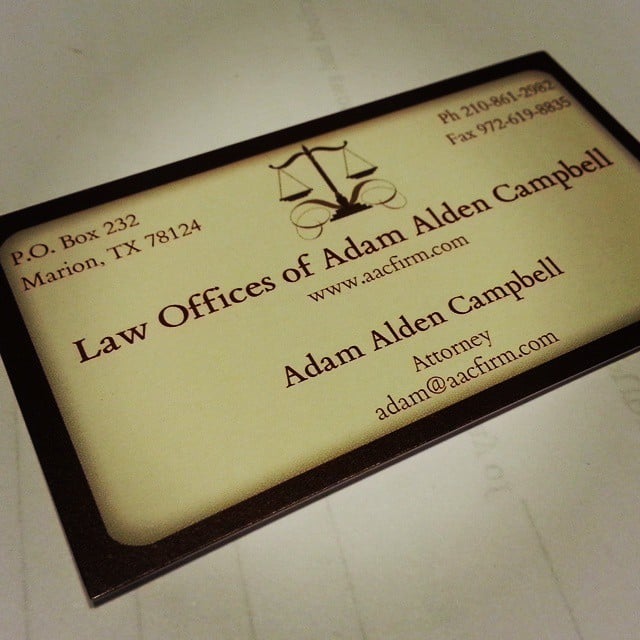 P.O. Box 232
Marion, TX 78124
Ph 210-861-2982
Fax 972-619-8835
Law Offices of Adam Alden Campbell
www.aacfirm.com
Adam Alden Campbell
Attorney
adam@aacfirm.com